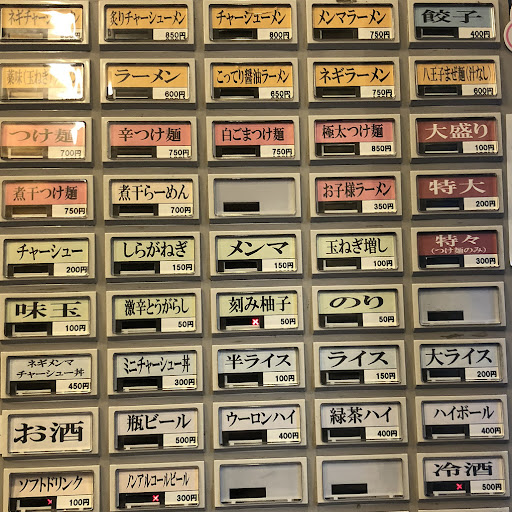 ネギチャーシューメン
炙りチャーシューメン 850円
チャーシューメン 800円
メンマラーメン 750円
餃子 400円
ラーメン 600円
こってり醤油ラーメン 650円
ネギラーメン 750円
八王子まぜ麺(汁なし) 600円
つけ麺 700円
辛つけ麺 750円
白ごまつけ麺 750円
極太つけ麺 850円
大盛り 100円
煮干つけ麺 750円
煮干らーめん 700円
お子様ラーメン 350円
特大 200円
チャーシュー 200円
しらがねぎ 150円
メンマ 150円
玉ねぎ増し 100円
特々
(つけ麺のみ) 300円
味玉 100円
激辛とうがらし 50円
刻み柚子 50円
のり 100円
ネギメンマ
チャーシュー丼 450円
ミニチャーシュー丼 300円
半ライス 100円
ライス 150円
大ライス 200円
お酒
瓶ビール 500円
ウーロンハイ 400円
緑茶ハイ 400円
ハイボール 400円
ソフトドリンク 100円
ノンアルコールビール 300円
冷酒 500円